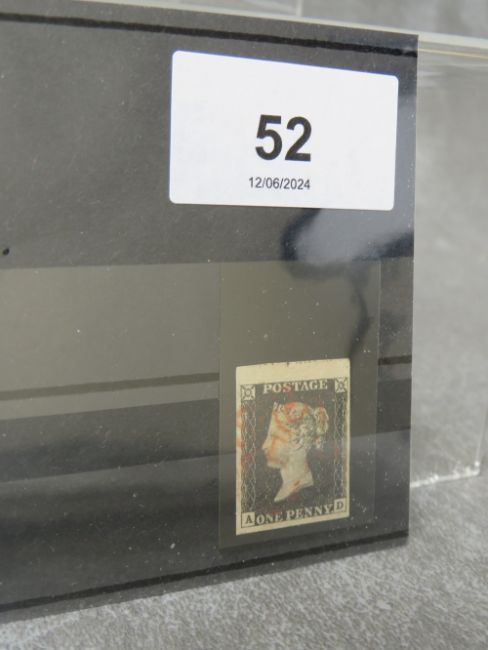 52
12/06/2024
POSTAGE
A ONE PENNY D